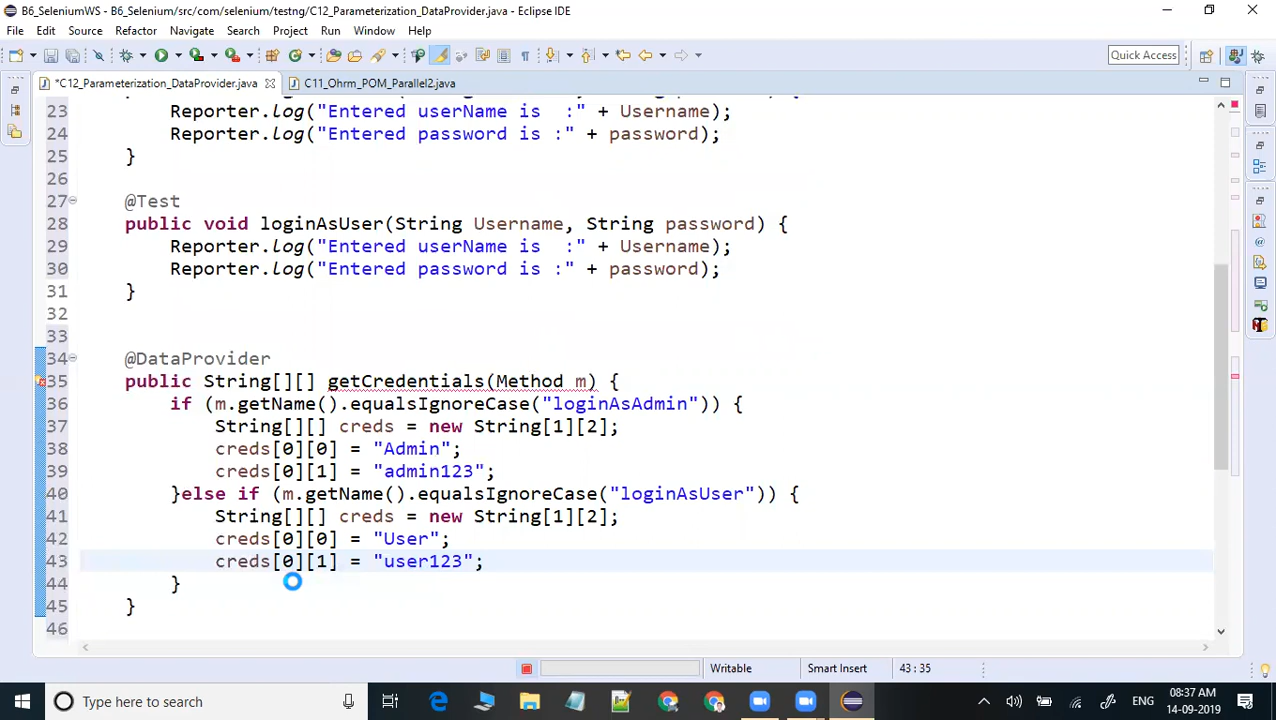 B6_SeleniumWS - B6_Selenium/src/com/selenium/testng/C12_Parameterization_DataProvider.java - Eclipse IDE
File Edit Source Refactor Navigate Search Project Run Window Help
Quick Access
*C12_Parameterization_DataProvider.java C11_Ohrm_POM_Parallel2.java
23 Reporter.log("Entered userName is  :" + Username);
24 Reporter.log("Entered password is :" + password);
25 }
26
27 @Test
28 public void loginAsUser(String Username, String password) {
29 Reporter.log("Entered userName is  :" + Username);
30 Reporter.log("Entered password is :" + password);
31 }
32
33
34 @DataProvider
35 public String[][] getCredentials(Method m) {
36 if (m.getName().equalsIgnoreCase("loginAsAdmin")) {
37 String[][] creds = new String[1][2];
38 creds[0][0] = "Admin";
39 creds[0][1] = "admin123";
40 }else if (m.getName().equalsIgnoreCase("loginAsUser")) {
41 String[][] creds = new String[1][2];
42 creds[0][0] = "User";
43 creds[0][1] = "user123";
44 }
45 }
46
Writable Smart Insert 43 : 35
Type here to search
ENG
08:37 AM
14-09-2019